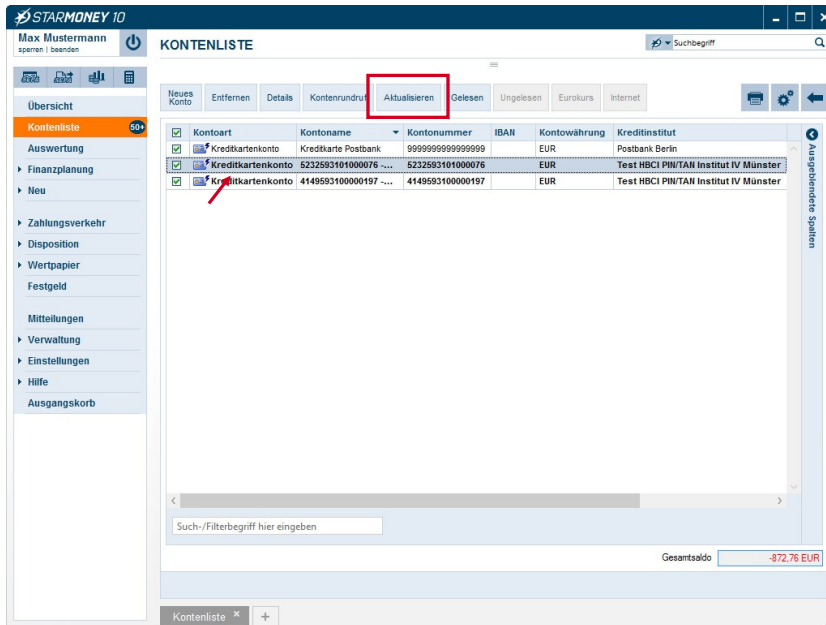 STARMONEY 10
Max Mustermann
sperren | beenden
KONTENLISTE
Suchbegriff
Neues Konto
Entfernen
Details
Kontenrundruf
Aktualisieren
Gelesen
Ungelesen
Eurokurs
Internet
Übersicht
Kontenliste 50+
Auswertung
Finanzplanung
Neu
Zahlungsverkehr
Disposition
Wertpapier
Festgeld
Mitteilungen
Verwaltung
Einstellungen
Hilfe
Ausgangskorb
Kontoart Kontoname Kontonummer IBAN Kontowährung Kreditinstitut
Kreditkartenkonto Kreditkarte Postbank 9999999999999999 EUR Postbank Berlin
Kreditkartenkonto 5232593101000076 -... 5232593101000076 EUR Test HBCI PIN/TAN Institut IV Münster
Kreditkartenkonto 4149593100000197 -... 4149593100000197 EUR Test HBCI PIN/TAN Institut IV Münster
Ausgeblendete Spalten
Such-/Filterbegriff hier eingeben
Gesamtsaldo -872,76 EUR
Kontenliste × +